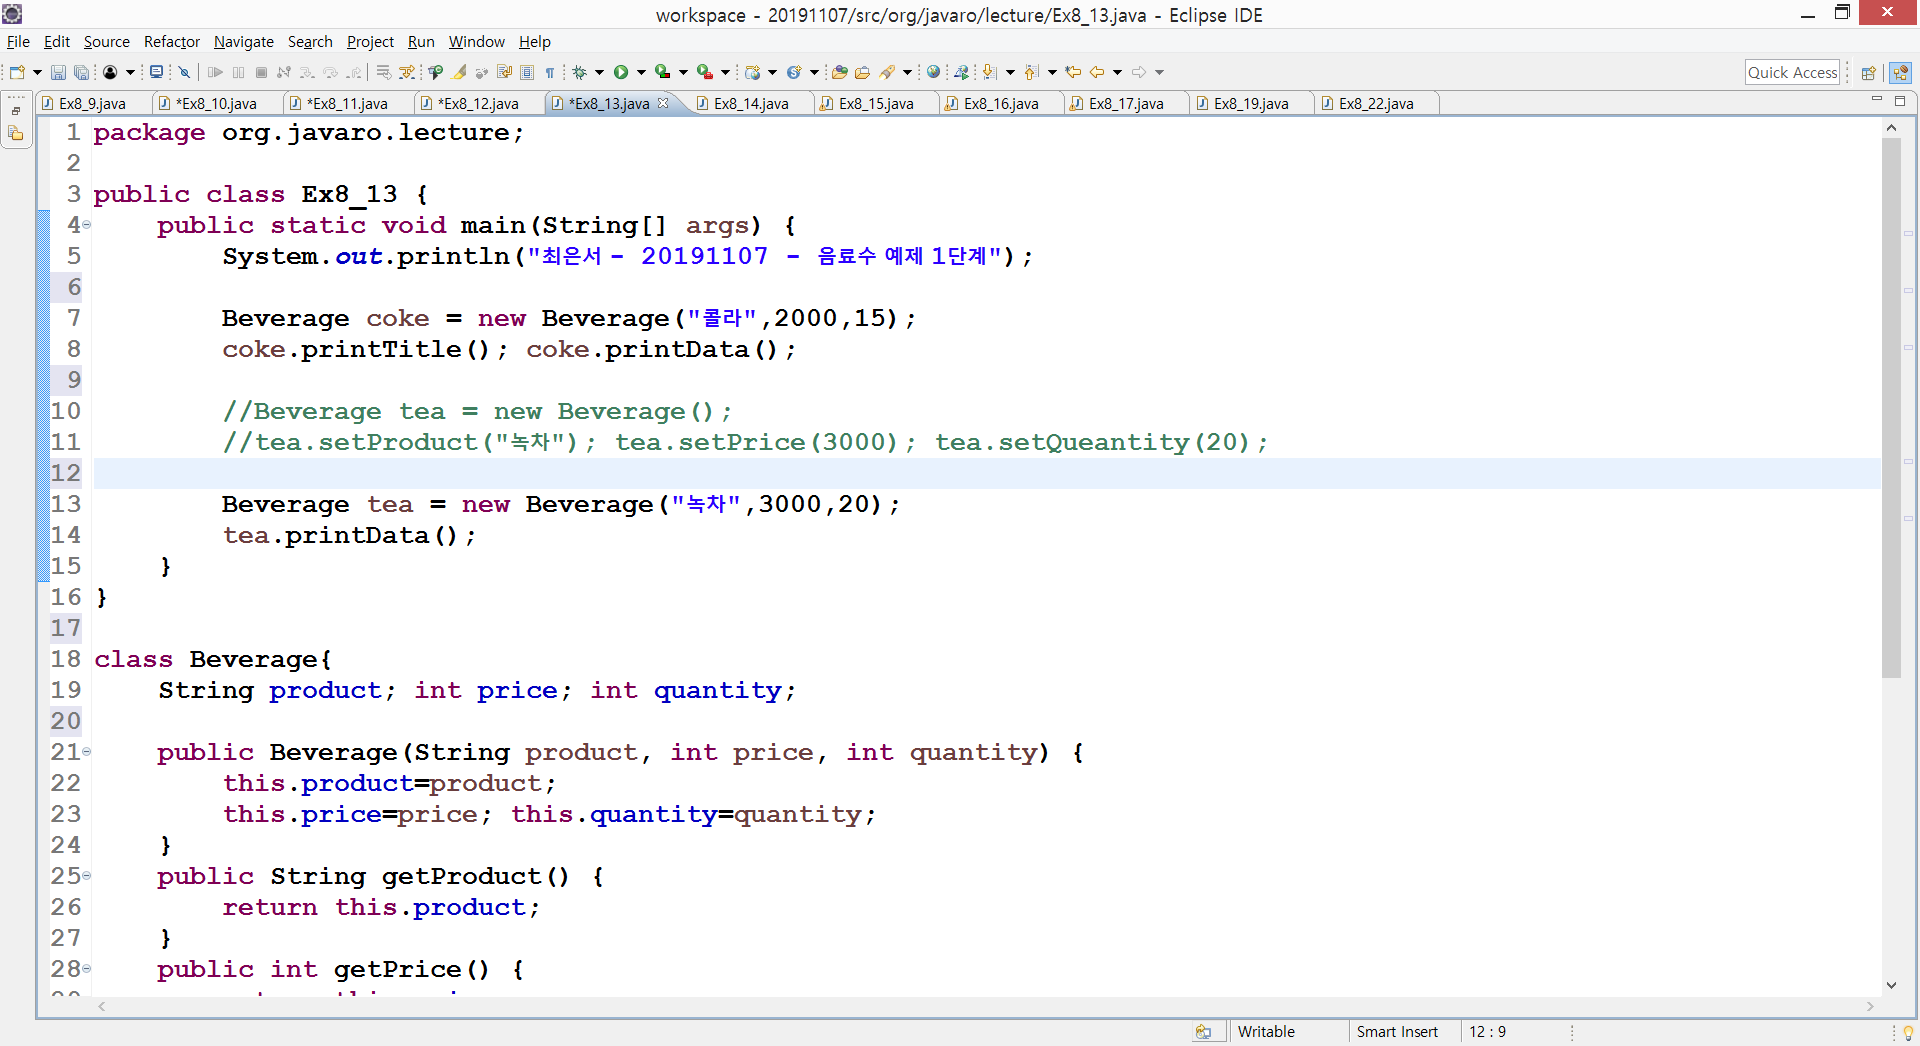 workspace - 20191107/src/org/javaro/lecture/Ex8_13.java - Eclipse IDE
File Edit Source Refactor Navigate Search Project Run Window Help
Quick Access
Ex8_9.java *Ex8_10.java *Ex8_11.java *Ex8_12.java *Ex8_13.java Ex8_14.java Ex8_15.java Ex8_16.java Ex8_17.java Ex8_19.java Ex8_22.java
1 package org.javaro.lecture;
2
3 public class Ex8_13 {
4 public static void main(String[] args) {
5 System.out.println("최은서 - 20191107 - 음료수 예제 1단계");
6
7 Beverage coke = new Beverage("콜라",2000,15);
8 coke.printTitle(); coke.printData();
9
10 //Beverage tea = new Beverage();
11 //tea.setProduct("녹차"); tea.setPrice(3000); tea.setQueantity(20);
12
13 Beverage tea = new Beverage("녹차",3000,20);
14 tea.printData();
15 }
16 }
17
18 class Beverage{
19 String product; int price; int quantity;
20
21 public Beverage(String product, int price, int quantity) {
22 this.product=product;
23 this.price=price; this.quantity=quantity;
24 }
25 public String getProduct() {
26 return this.product;
27 }
28 public int getPrice() {
Writable Smart Insert 12 : 9